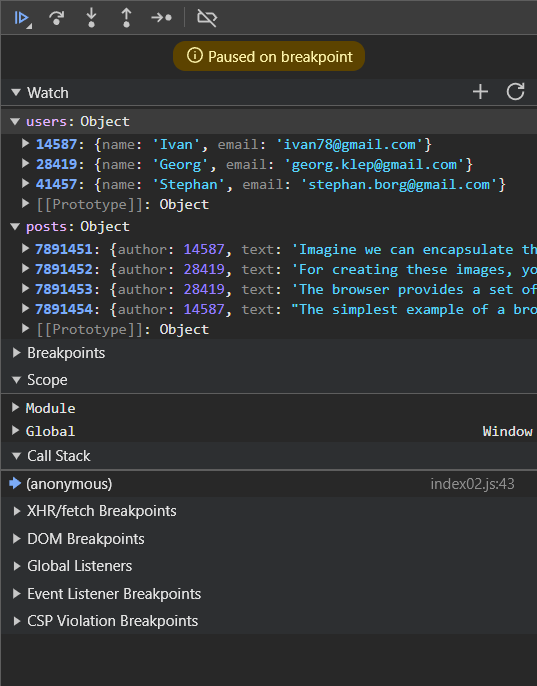 Paused on breakpoint
Watch
users: Object
14587: {name: 'Ivan', email: 'ivan78@gmail.com'}
28419: {name: 'Georg', email: 'georg.klep@gmail.com'}
41457: {name: 'Stephan', email: 'stephan.borg@gmail.com'}
[[Prototype]]: Object
posts: Object
7891451: {author: 14587, text: 'Imagine we can encapsulate th
7891452: {author: 28419, text: 'For creating these images, yo
7891453: {author: 28419, text: 'The browser provides a set of
7891454: {author: 14587, text: "The simplest example of a bro
[[Prototype]]: Object
Breakpoints
Scope
Module
Global Window
Call Stack
(anonymous) index02.js:43
XHR/fetch Breakpoints
DOM Breakpoints
Global Listeners
Event Listener Breakpoints
CSP Violation Breakpoints